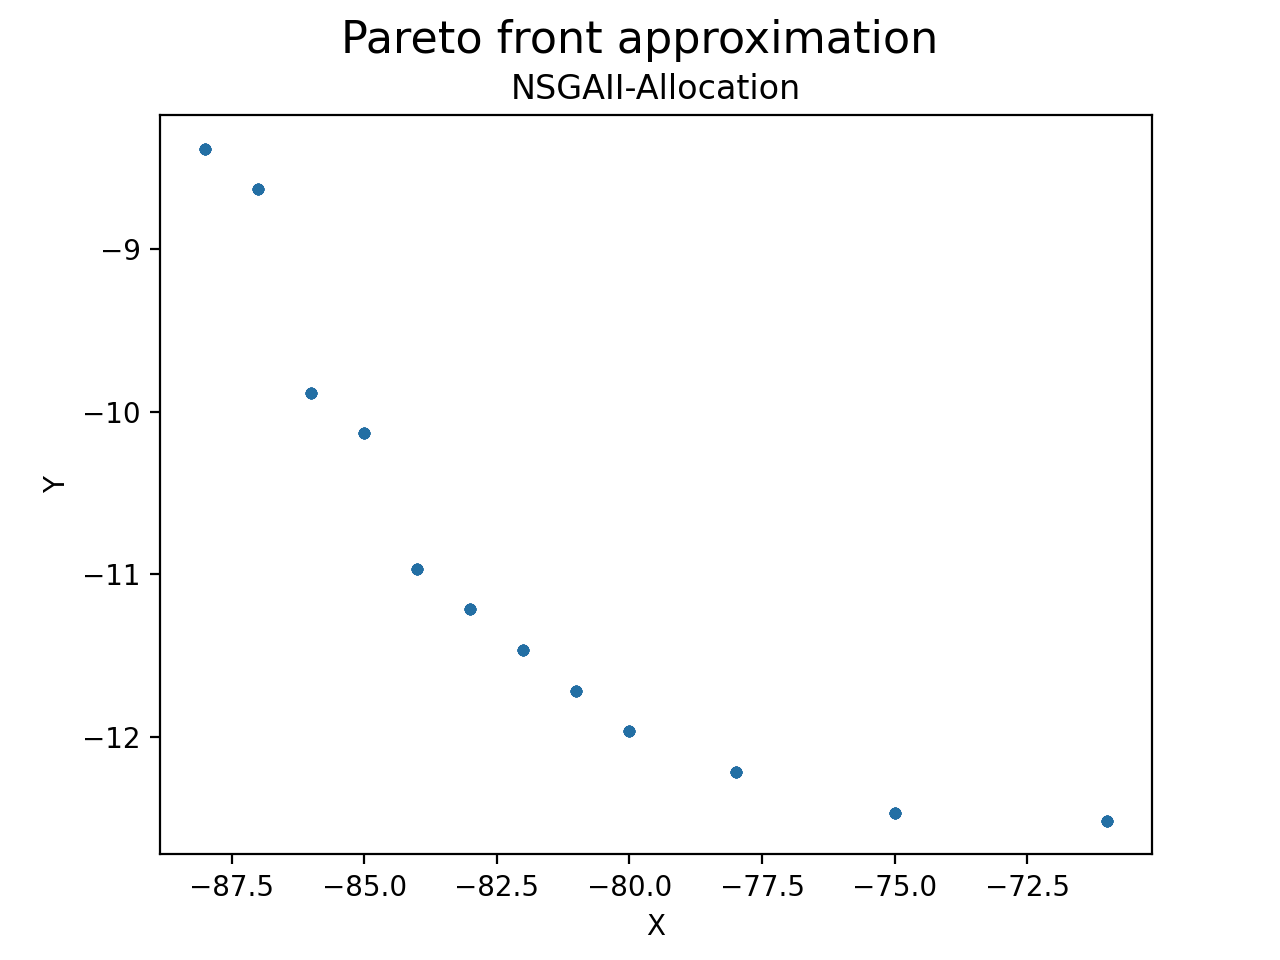 Pareto front approximation
NSGAII-Allocation
−9
−10
−11
−12
Y
−87.5 −85.0 −82.5 −80.0 −77.5 −75.0 −72.5
X